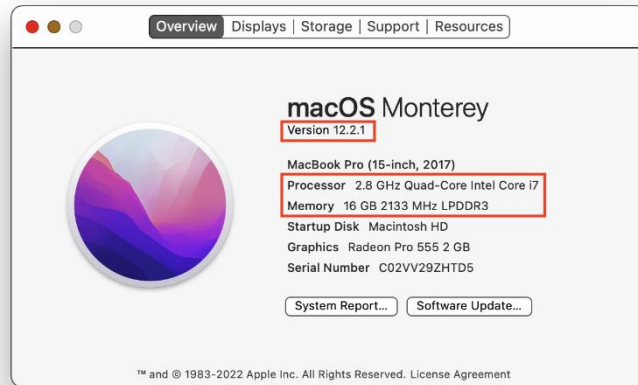 Overview Displays | Storage | Support | Resources
macOS Monterey
Version 12.2.1
MacBook Pro (15-inch, 2017)
Processor 2.8 GHz Quad-Core Intel Core i7
Memory 16 GB 2133 MHz LPDDR3
Startup Disk Macintosh HD
Graphics Radeon Pro 555 2 GB
Serial Number C02VV29ZHTD5
System Report... Software Update...
™ and © 1983-2022 Apple Inc. All Rights Reserved. License Agreement